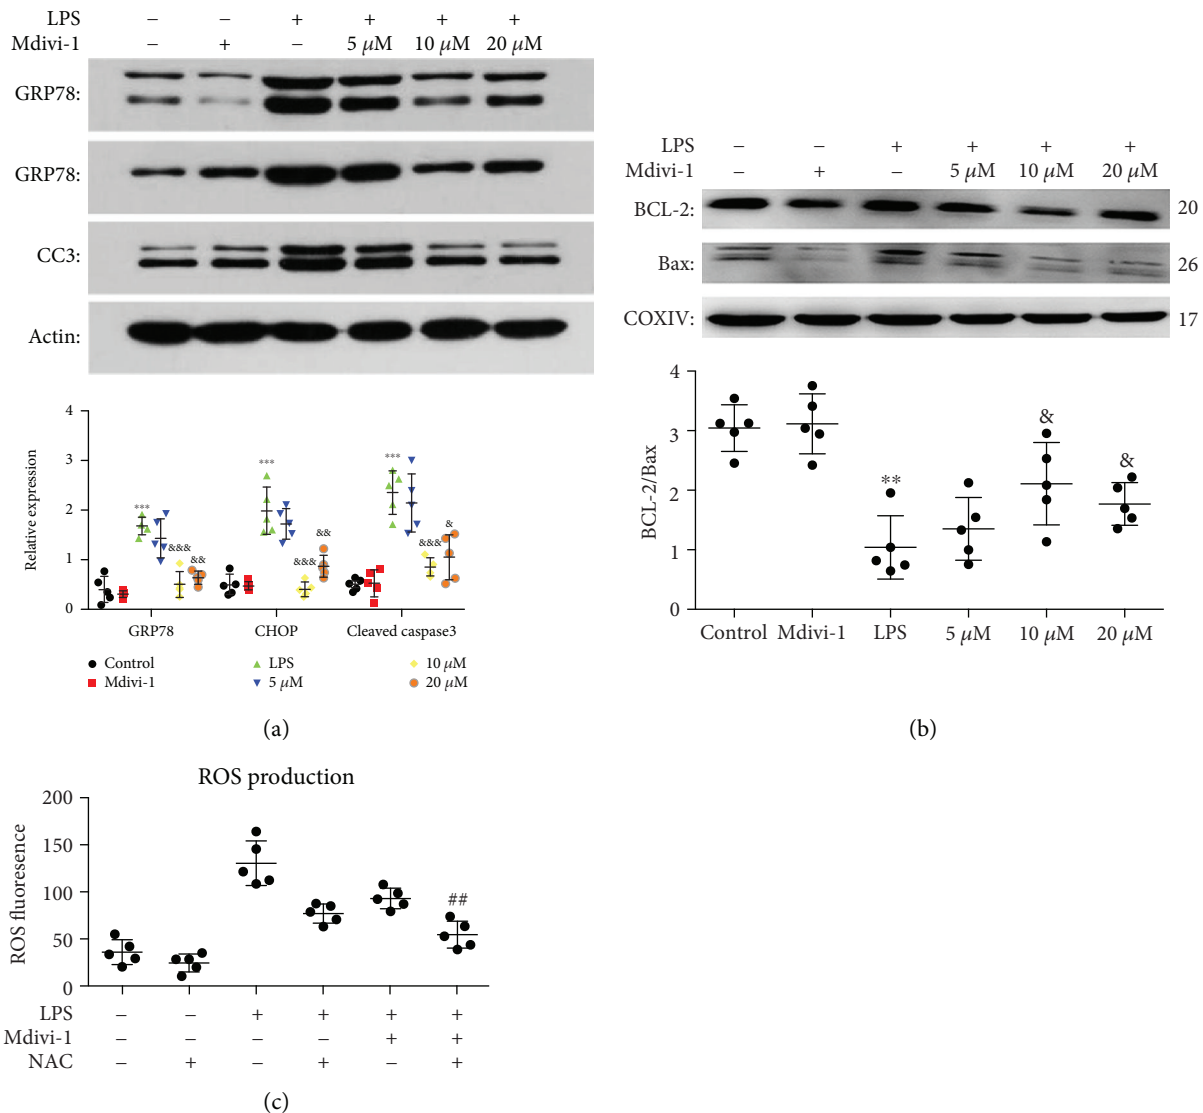 LPS – – + + + +
Mdivi-1 – + – 5 μM 10 μM 20 μM
GRP78:
GRP78:
CC3:
Actin:
4
3
2
1
0
Relative expression
***
&&&
&&
***
&&&
&&
***
&&&
&
GRP78 CHOP Cleaved caspase3
Control LPS 10 μM
Mdivi-1 5 μM 20 μM
(a)
LPS – – + + + +
Mdivi-1 – + – 5 μM 10 μM 20 μM
BCL-2: 20
Bax: 26
COXIV: 17
4
3
2
1
0
BCL-2/Bax
**
&
&
Control Mdivi-1 LPS 5 μM 10 μM 20 μM
(b)
ROS production
200
150
100
50
0
ROS fluoresence
##
LPS – – + + + +
Mdivi-1 – – – – + +
NAC – + – + – +
(c)